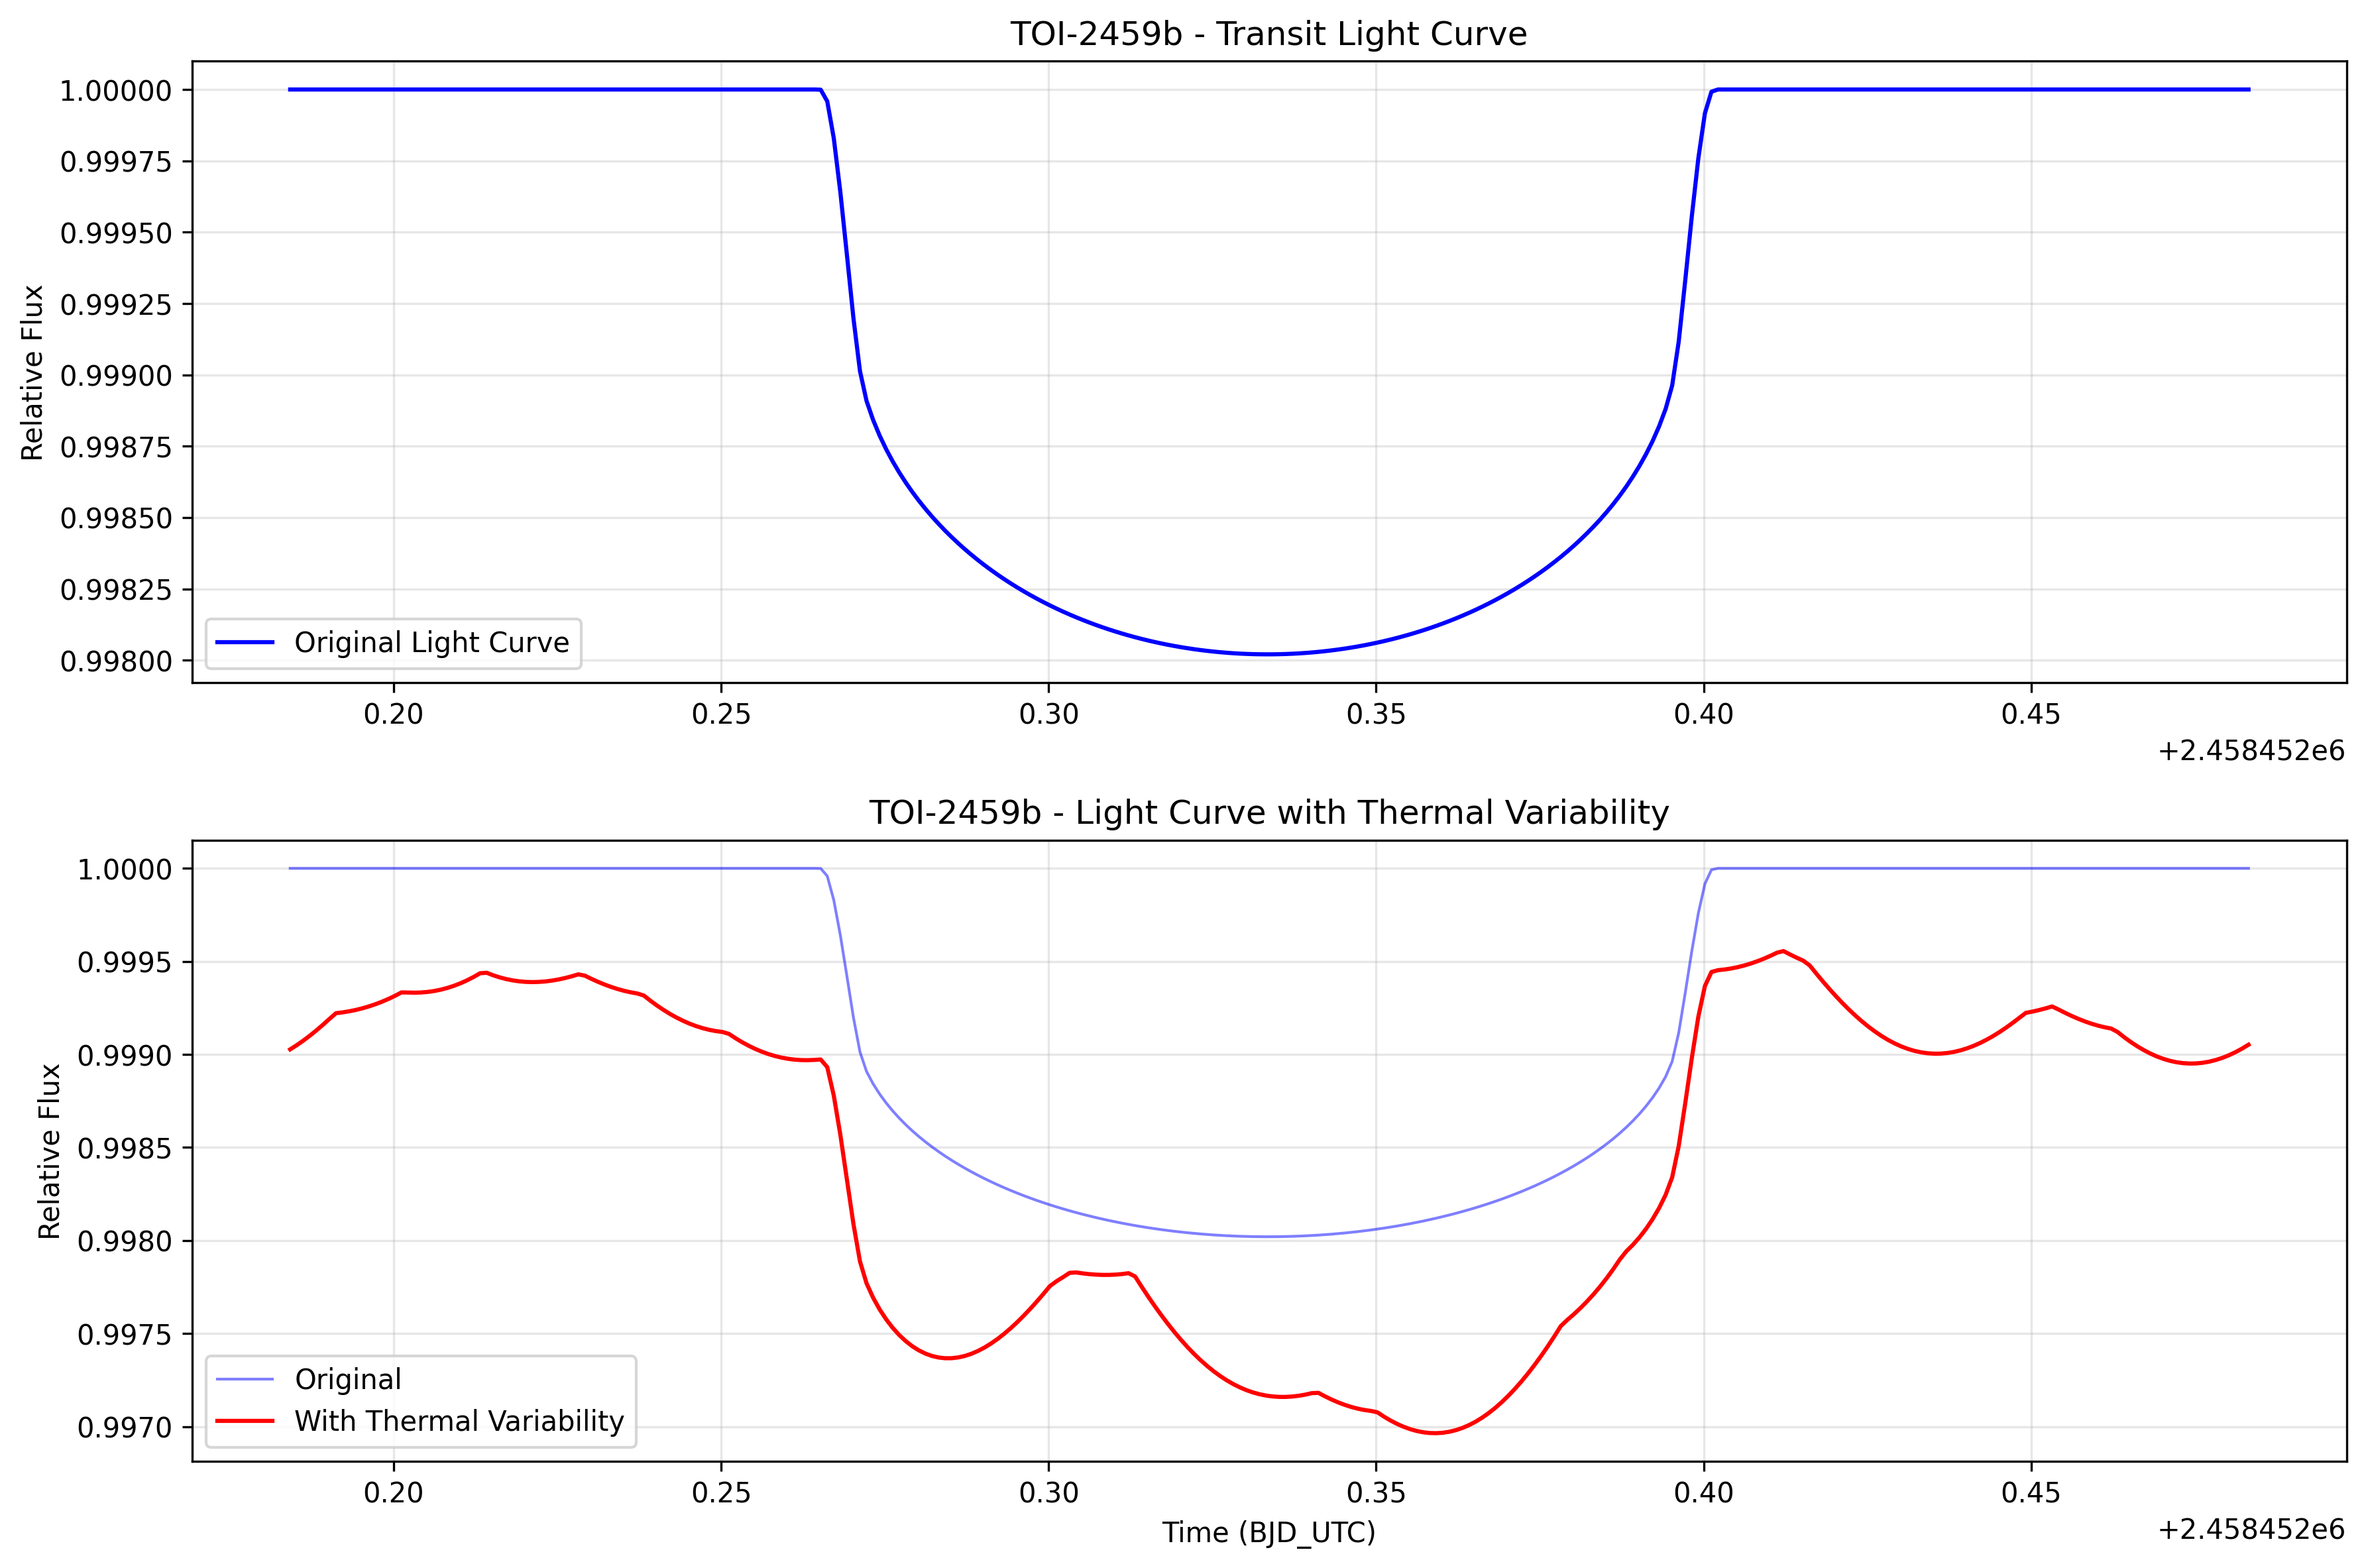 TOI-2459b - Transit Light Curve
Relative Flux
1.00000
0.99975
0.99950
0.99925
0.99900
0.99875
0.99850
0.99825
0.99800
Original Light Curve
0.20 0.25 0.30 0.35 0.40 0.45
+2.458452e6
TOI-2459b - Light Curve with Thermal Variability
Relative Flux
1.0000
0.9995
0.9990
0.9985
0.9980
0.9975
0.9970
Original
With Thermal Variability
0.20 0.25 0.30 0.35 0.40 0.45
Time (BJD_UTC)
+2.458452e6